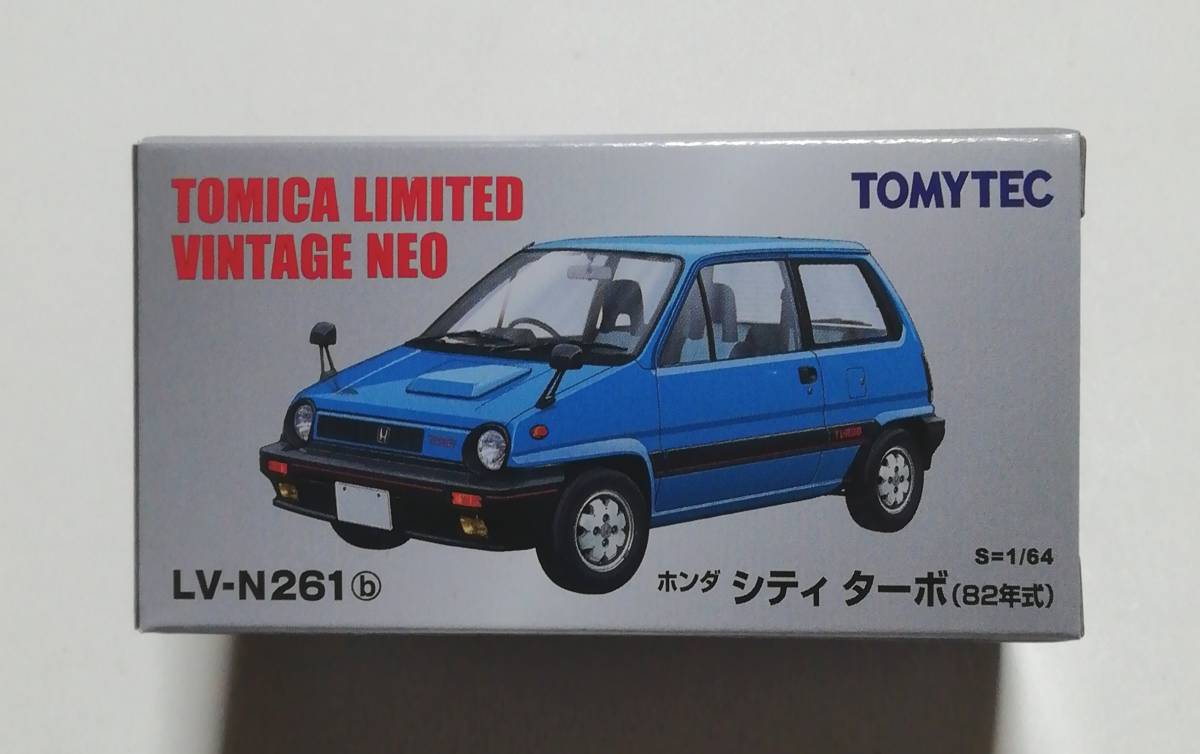 TOMICA LIMITED
VINTAGE NEO
TOMYTEC
TURBO
LV-N261ⓑ
S=1/64
ホンダ シティ ターボ(82年式)